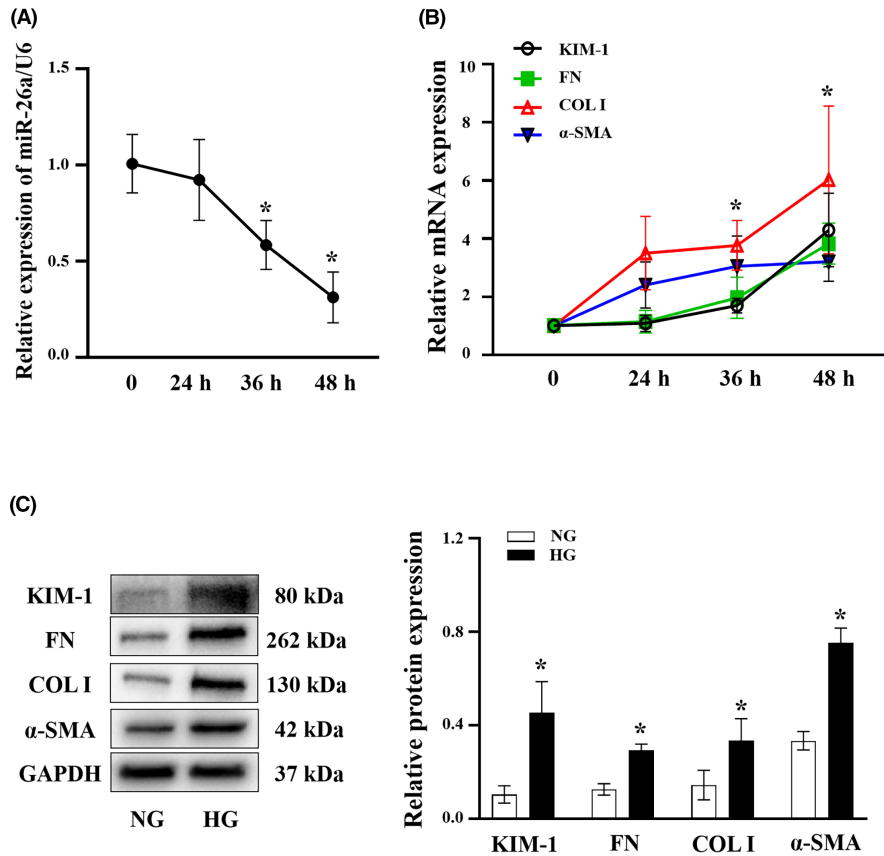 (A)
Relative expression of miR-26a/U6
1.5
1.0
0.5
0.0
*
*
0 24 h 36 h 48 h
(B)
Relative mRNA expression
KIM-1
FN
COL I
α-SMA
10
8
6
4
2
0
*
*
0 24 h 36 h 48 h
(C)
KIM-1 80 kDa
FN 262 kDa
COL I 130 kDa
α-SMA 42 kDa
GAPDH 37 kDa
NG HG
Relative protein expression
NG
HG
1.2
0.8
0.4
0.0
*
*
*
*
KIM-1 FN COL I α-SMA